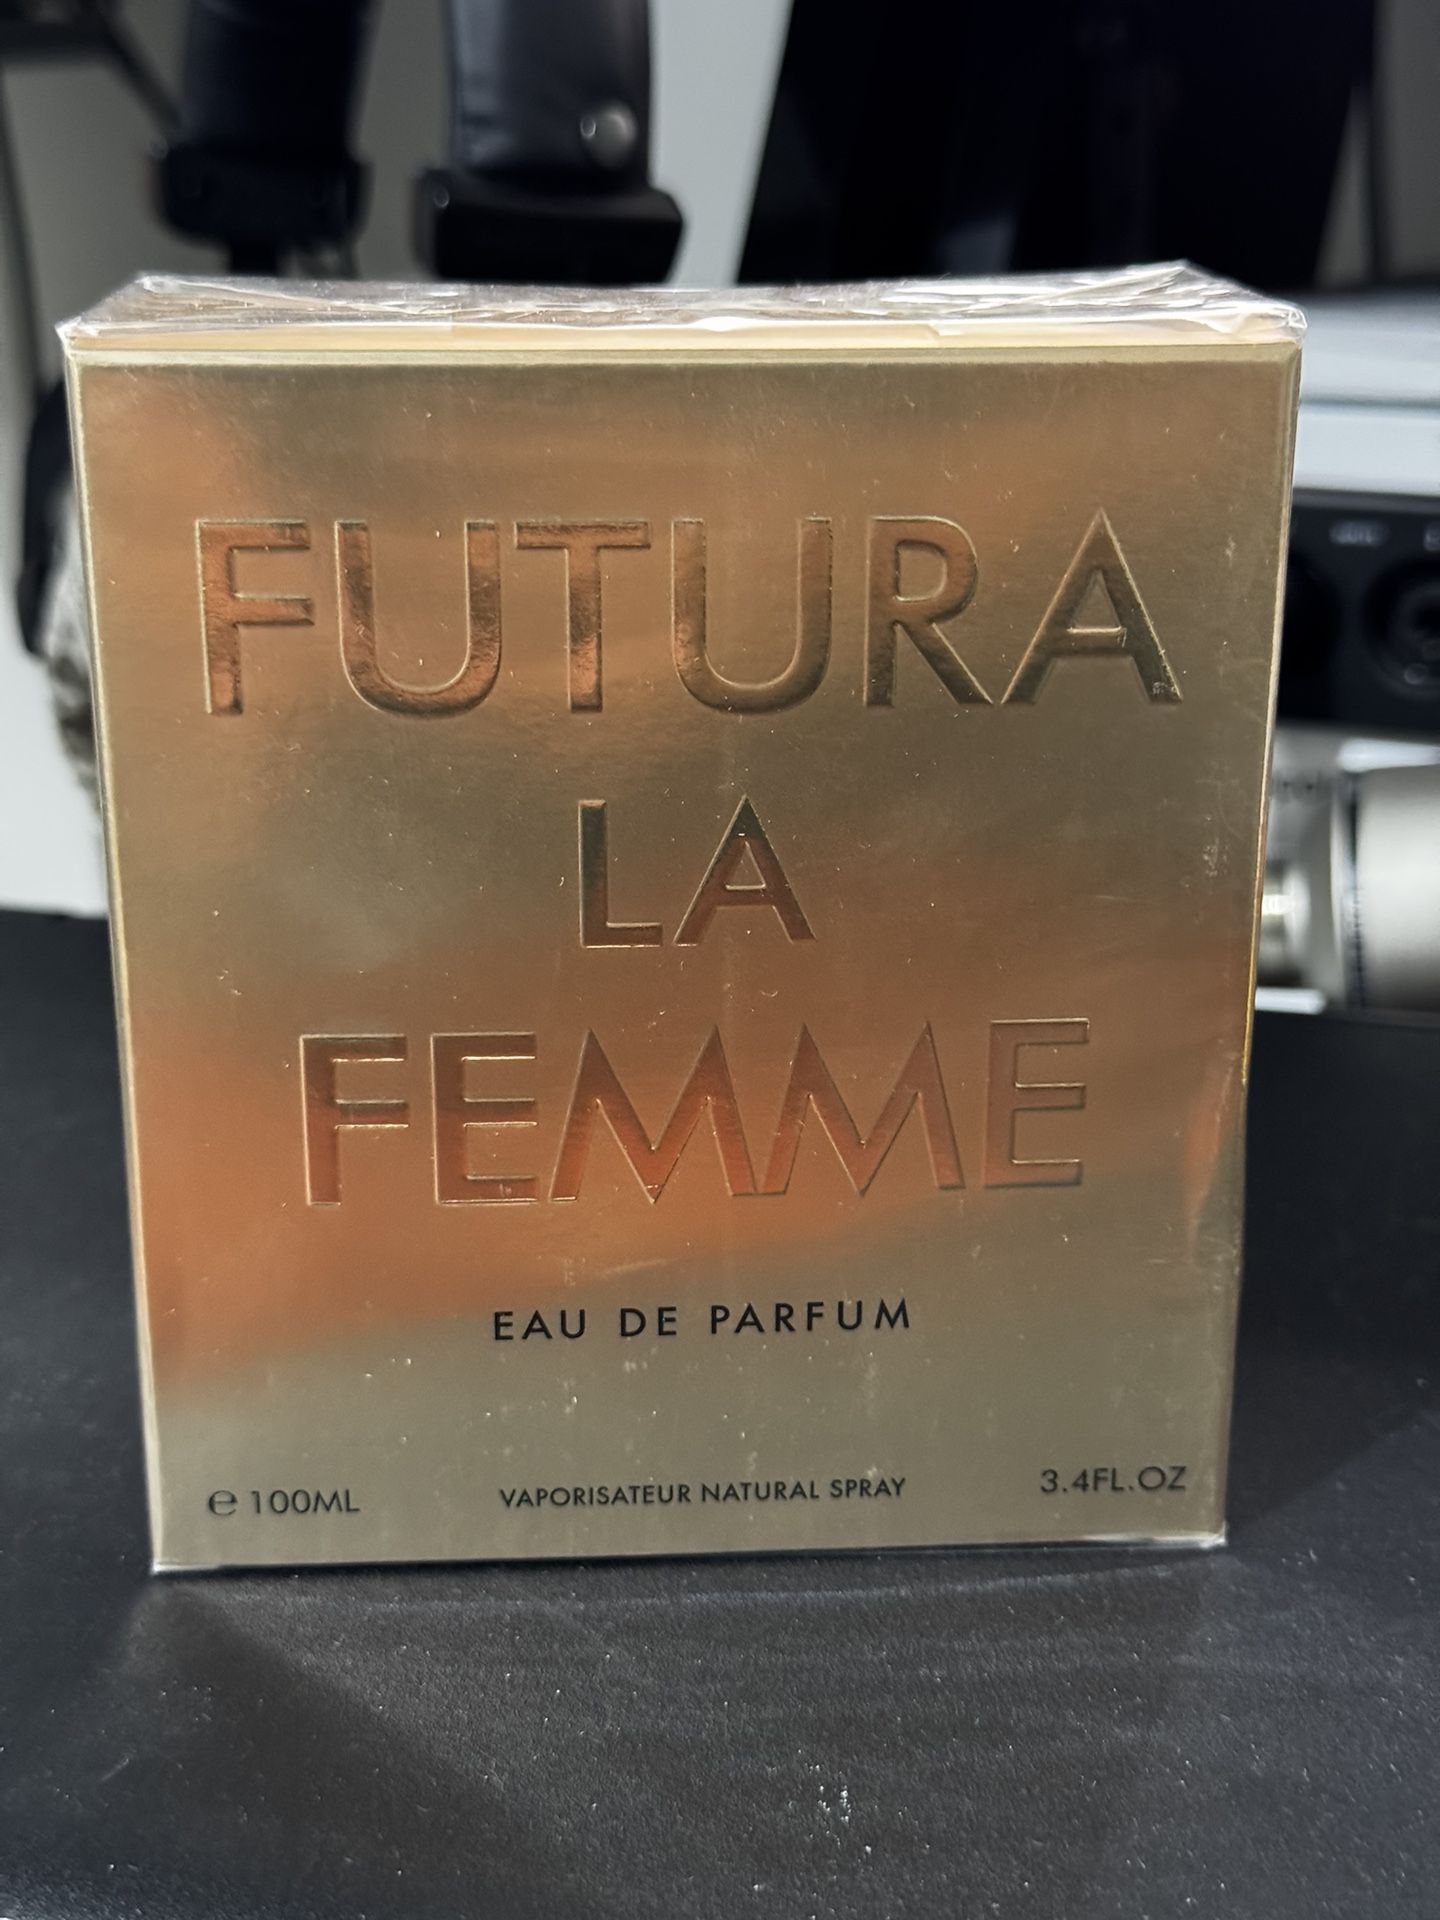 FUTURA
LA
FEMME
EAU DE PARFUM
℮ 100ML VAPORISATEUR NATURAL SPRAY 3.4FL.OZ